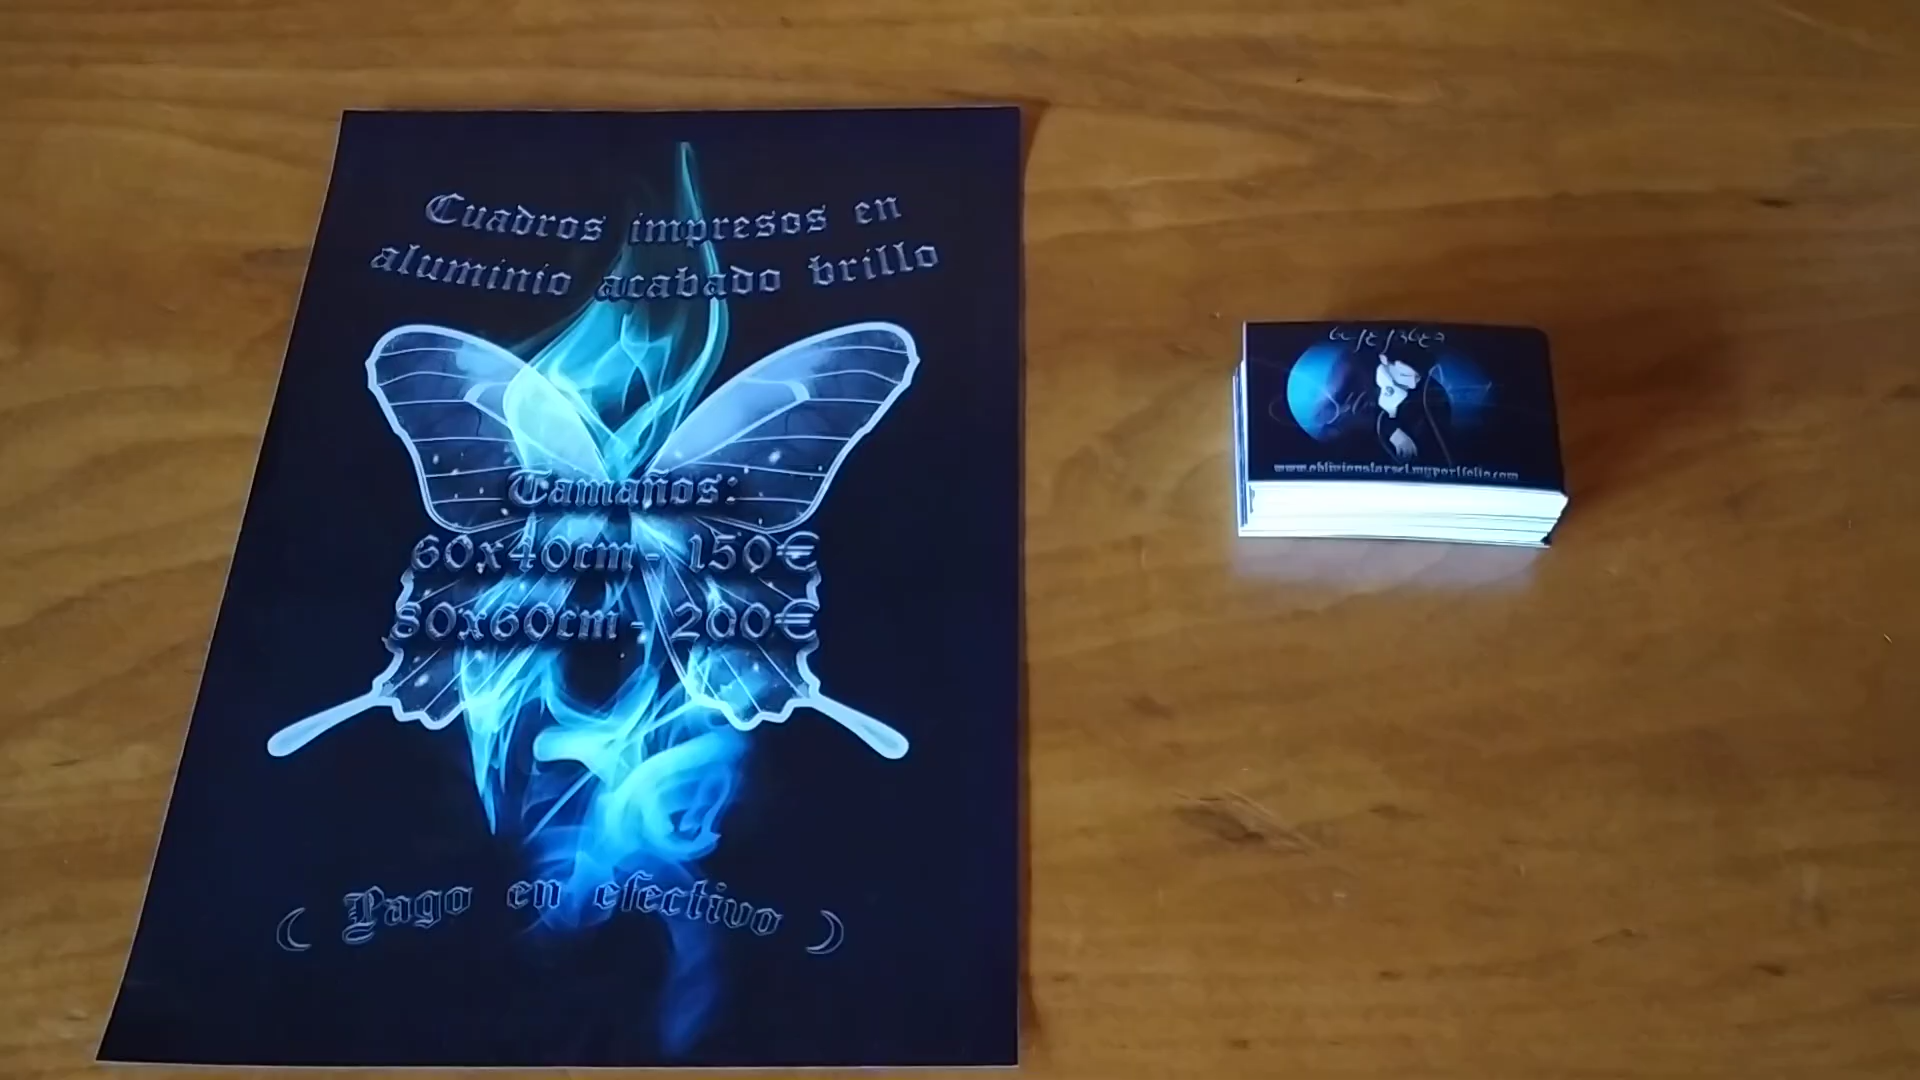 Cuadros impresos en
aluminio acabado brillo
Tamaños:
60x40cm - 150€
80x60cm - 200€
( Pago en efectivo )